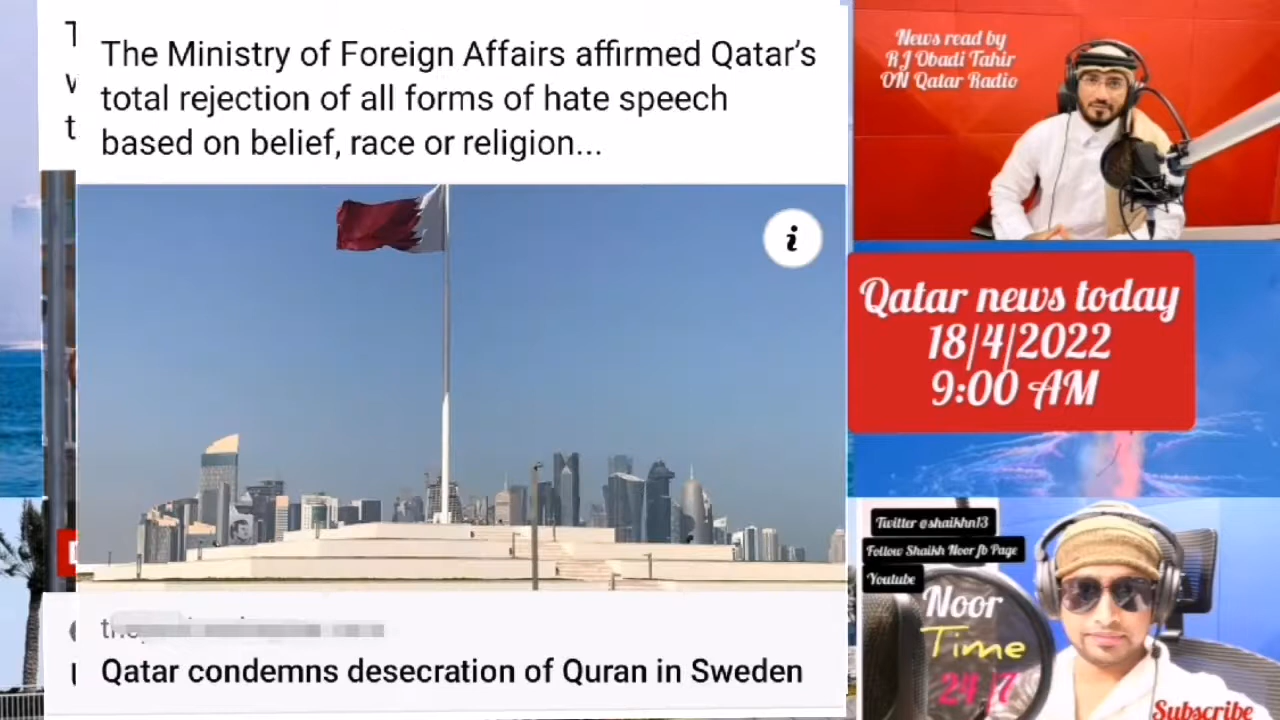 The Ministry of Foreign Affairs affirmed Qatar's
total rejection of all forms of hate speech
based on belief, race or religion...
Qatar condemns desecration of Quran in Sweden
News read by
RJ Obadi Tahir
ON Qatar Radio
Qatar news today
18/4/2022
9:00 AM
Twitter @shaikhn13
Follow Shaikh Noor fb Page
Youtube
Noor
Time
24/7
Subscribe